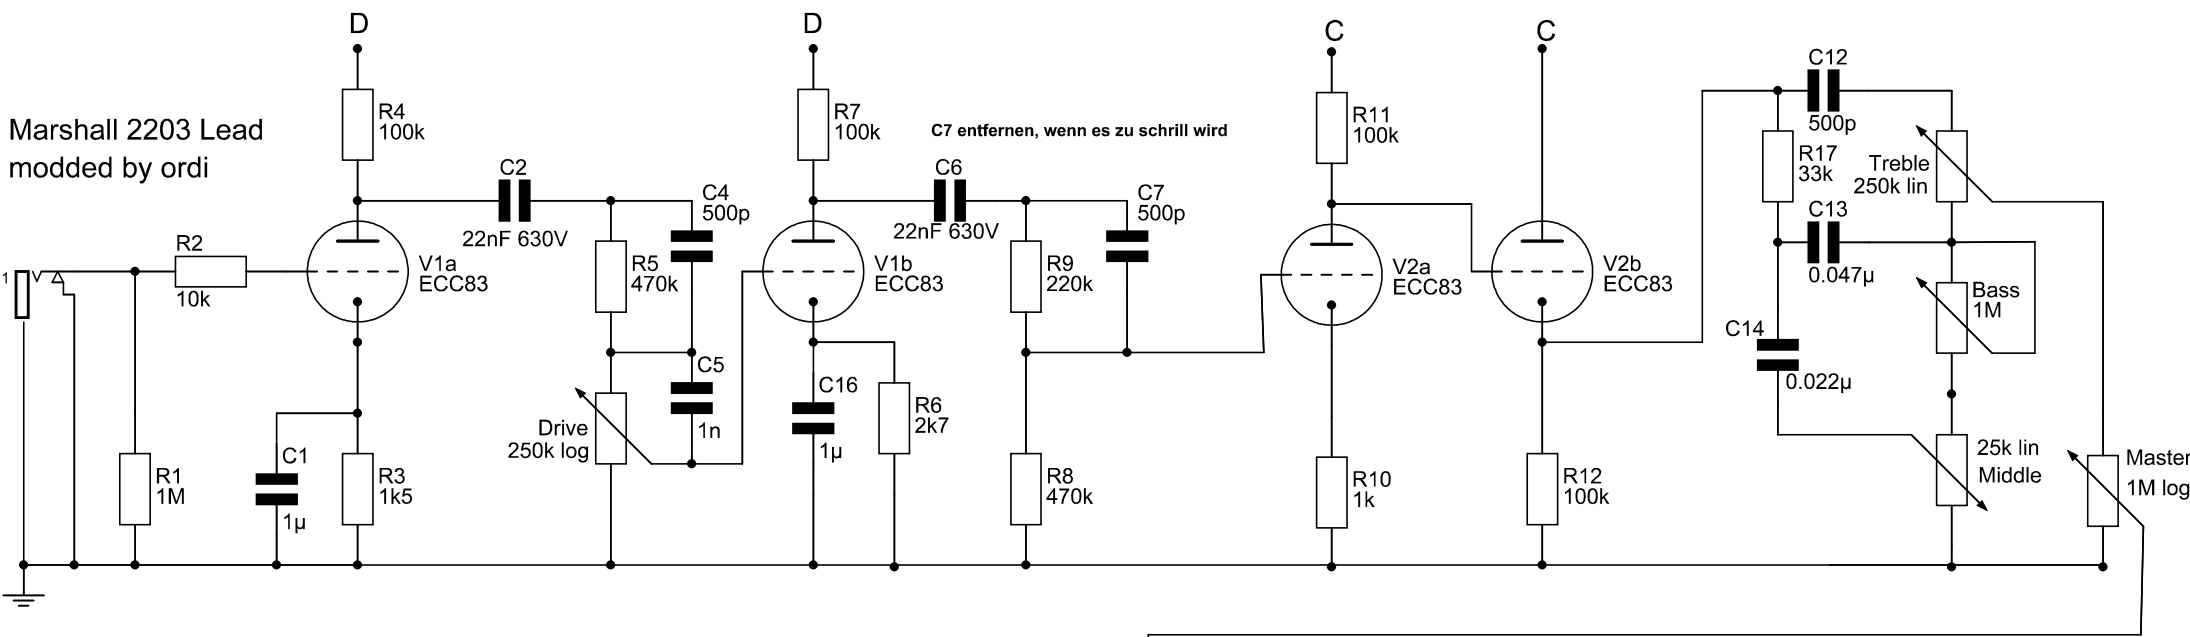 D
D
C
C
Marshall 2203 Lead
modded by ordi
R4
100k
R7
100k
C7 entfernen, wenn es zu schrill wird
R11
100k
C12
500p
R17
33k
Treble
250k lin
C2
22nF 630V
C4
500p
C6
22nF 630V
C7
500p
R2
10k
1
V1a
ECC83
R5
470k
V1b
ECC83
R9
220k
V2a
ECC83
V2b
ECC83
C13
0.047µ
Bass
1M
C14
0.022µ
C5
1n
Drive
250k log
C16
1µ
R6
2k7
R1
1M
C1
1µ
R3
1k5
R8
470k
R10
1k
R12
100k
25k lin
Middle
Master
1M log